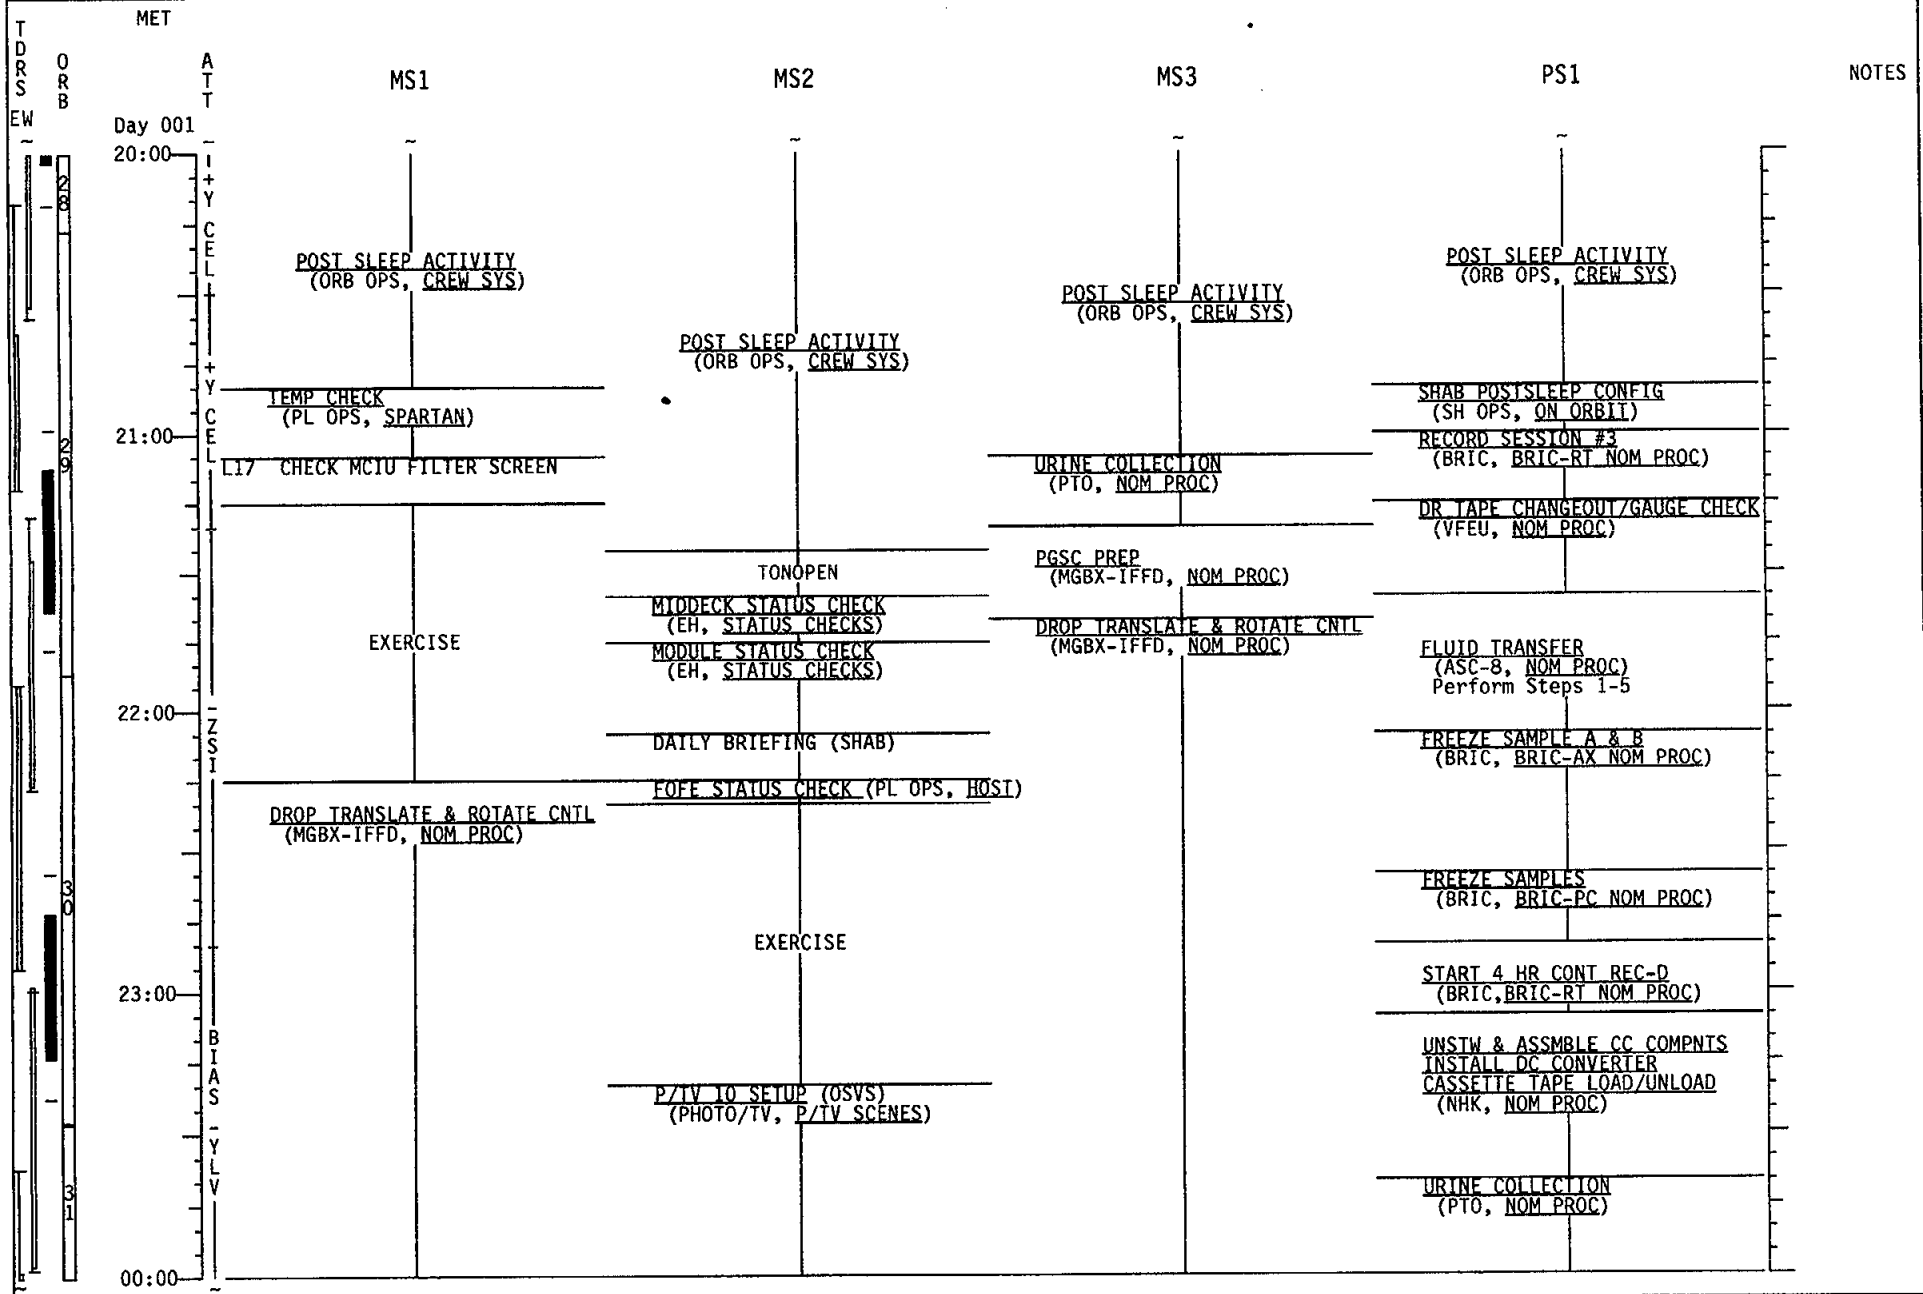 MET
TDRS
ORB
ATT
EW
MS1
MS2
MS3
PS1
NOTES
Day 001
20:00
21:00
22:00
23:00
00:00
28
29
30
31
+Y CEL
+Y CEL
-ZSI
BIAS -YLV
POST SLEEP ACTIVITY
(ORB OPS, CREW SYS)
TEMP CHECK
(PL OPS, SPARTAN)
L17 CHECK MCIU FILTER SCREEN
EXERCISE
DROP TRANSLATE & ROTATE CNTL
(MGBX-IFFD, NOM PROC)
POST SLEEP ACTIVITY
(ORB OPS, CREW SYS)
TONOPEN
MIDDECK STATUS CHECK
(EH, STATUS CHECKS)
MODULE STATUS CHECK
(EH, STATUS CHECKS)
DAILY BRIEFING (SHAB)
FOFE STATUS CHECK (PL OPS, HOST)
EXERCISE
P/TV 10 SETUP (OSVS)
(PHOTO/TV, P/TV SCENES)
POST SLEEP ACTIVITY
(ORB OPS, CREW SYS)
URINE COLLECTION
(PTO, NOM PROC)
PGSC PREP
(MGBX-IFFD, NOM PROC)
DROP TRANSLATE & ROTATE CNTL
(MGBX-IFFD, NOM PROC)
POST SLEEP ACTIVITY
(ORB OPS, CREW SYS)
SHAB POSTSLEEP CONFIG
(SH OPS, ON ORBIT)
RECORD SESSION #3
(BRIC, BRIC-RT NOM PROC)
DR TAPE CHANGEOUT/GAUGE CHECK
(VFEU, NOM PROC)
FLUID TRANSFER
(ASC-8, NOM PROC)
Perform Steps 1-5
FREEZE SAMPLE A & B
(BRIC, BRIC-AX NOM PROC)
FREEZE SAMPLES
(BRIC, BRIC-PC NOM PROC)
START 4 HR CONT REC-D
(BRIC,BRIC-RT NOM PROC)
UNSTW & ASSMBLE CC COMPNTS
INSTALL DC CONVERTER
CASSETTE TAPE LOAD/UNLOAD
(NHK, NOM PROC)
URINE COLLECTION
(PTO, NOM PROC)